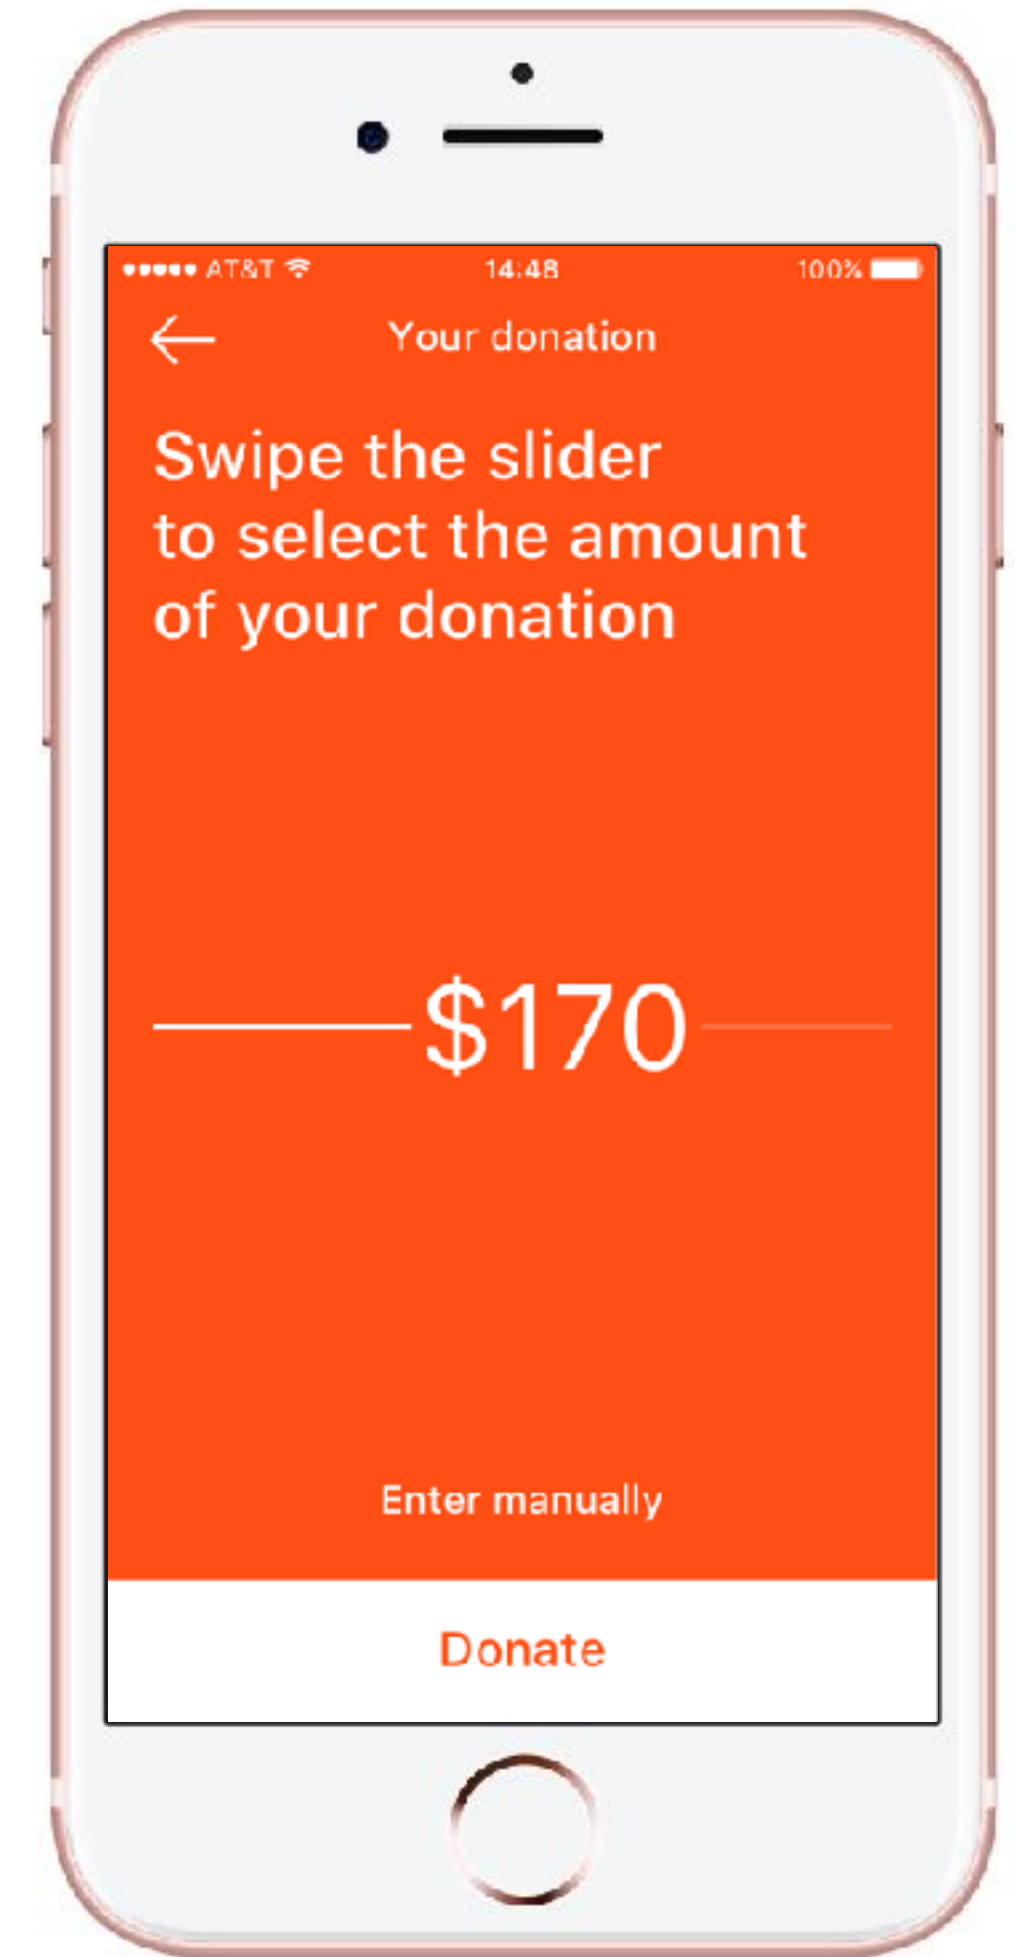 AT&T 14:48 100%
Your donation
Swipe the slider
to select the amount
of your donation
$170
Enter manually
Donate